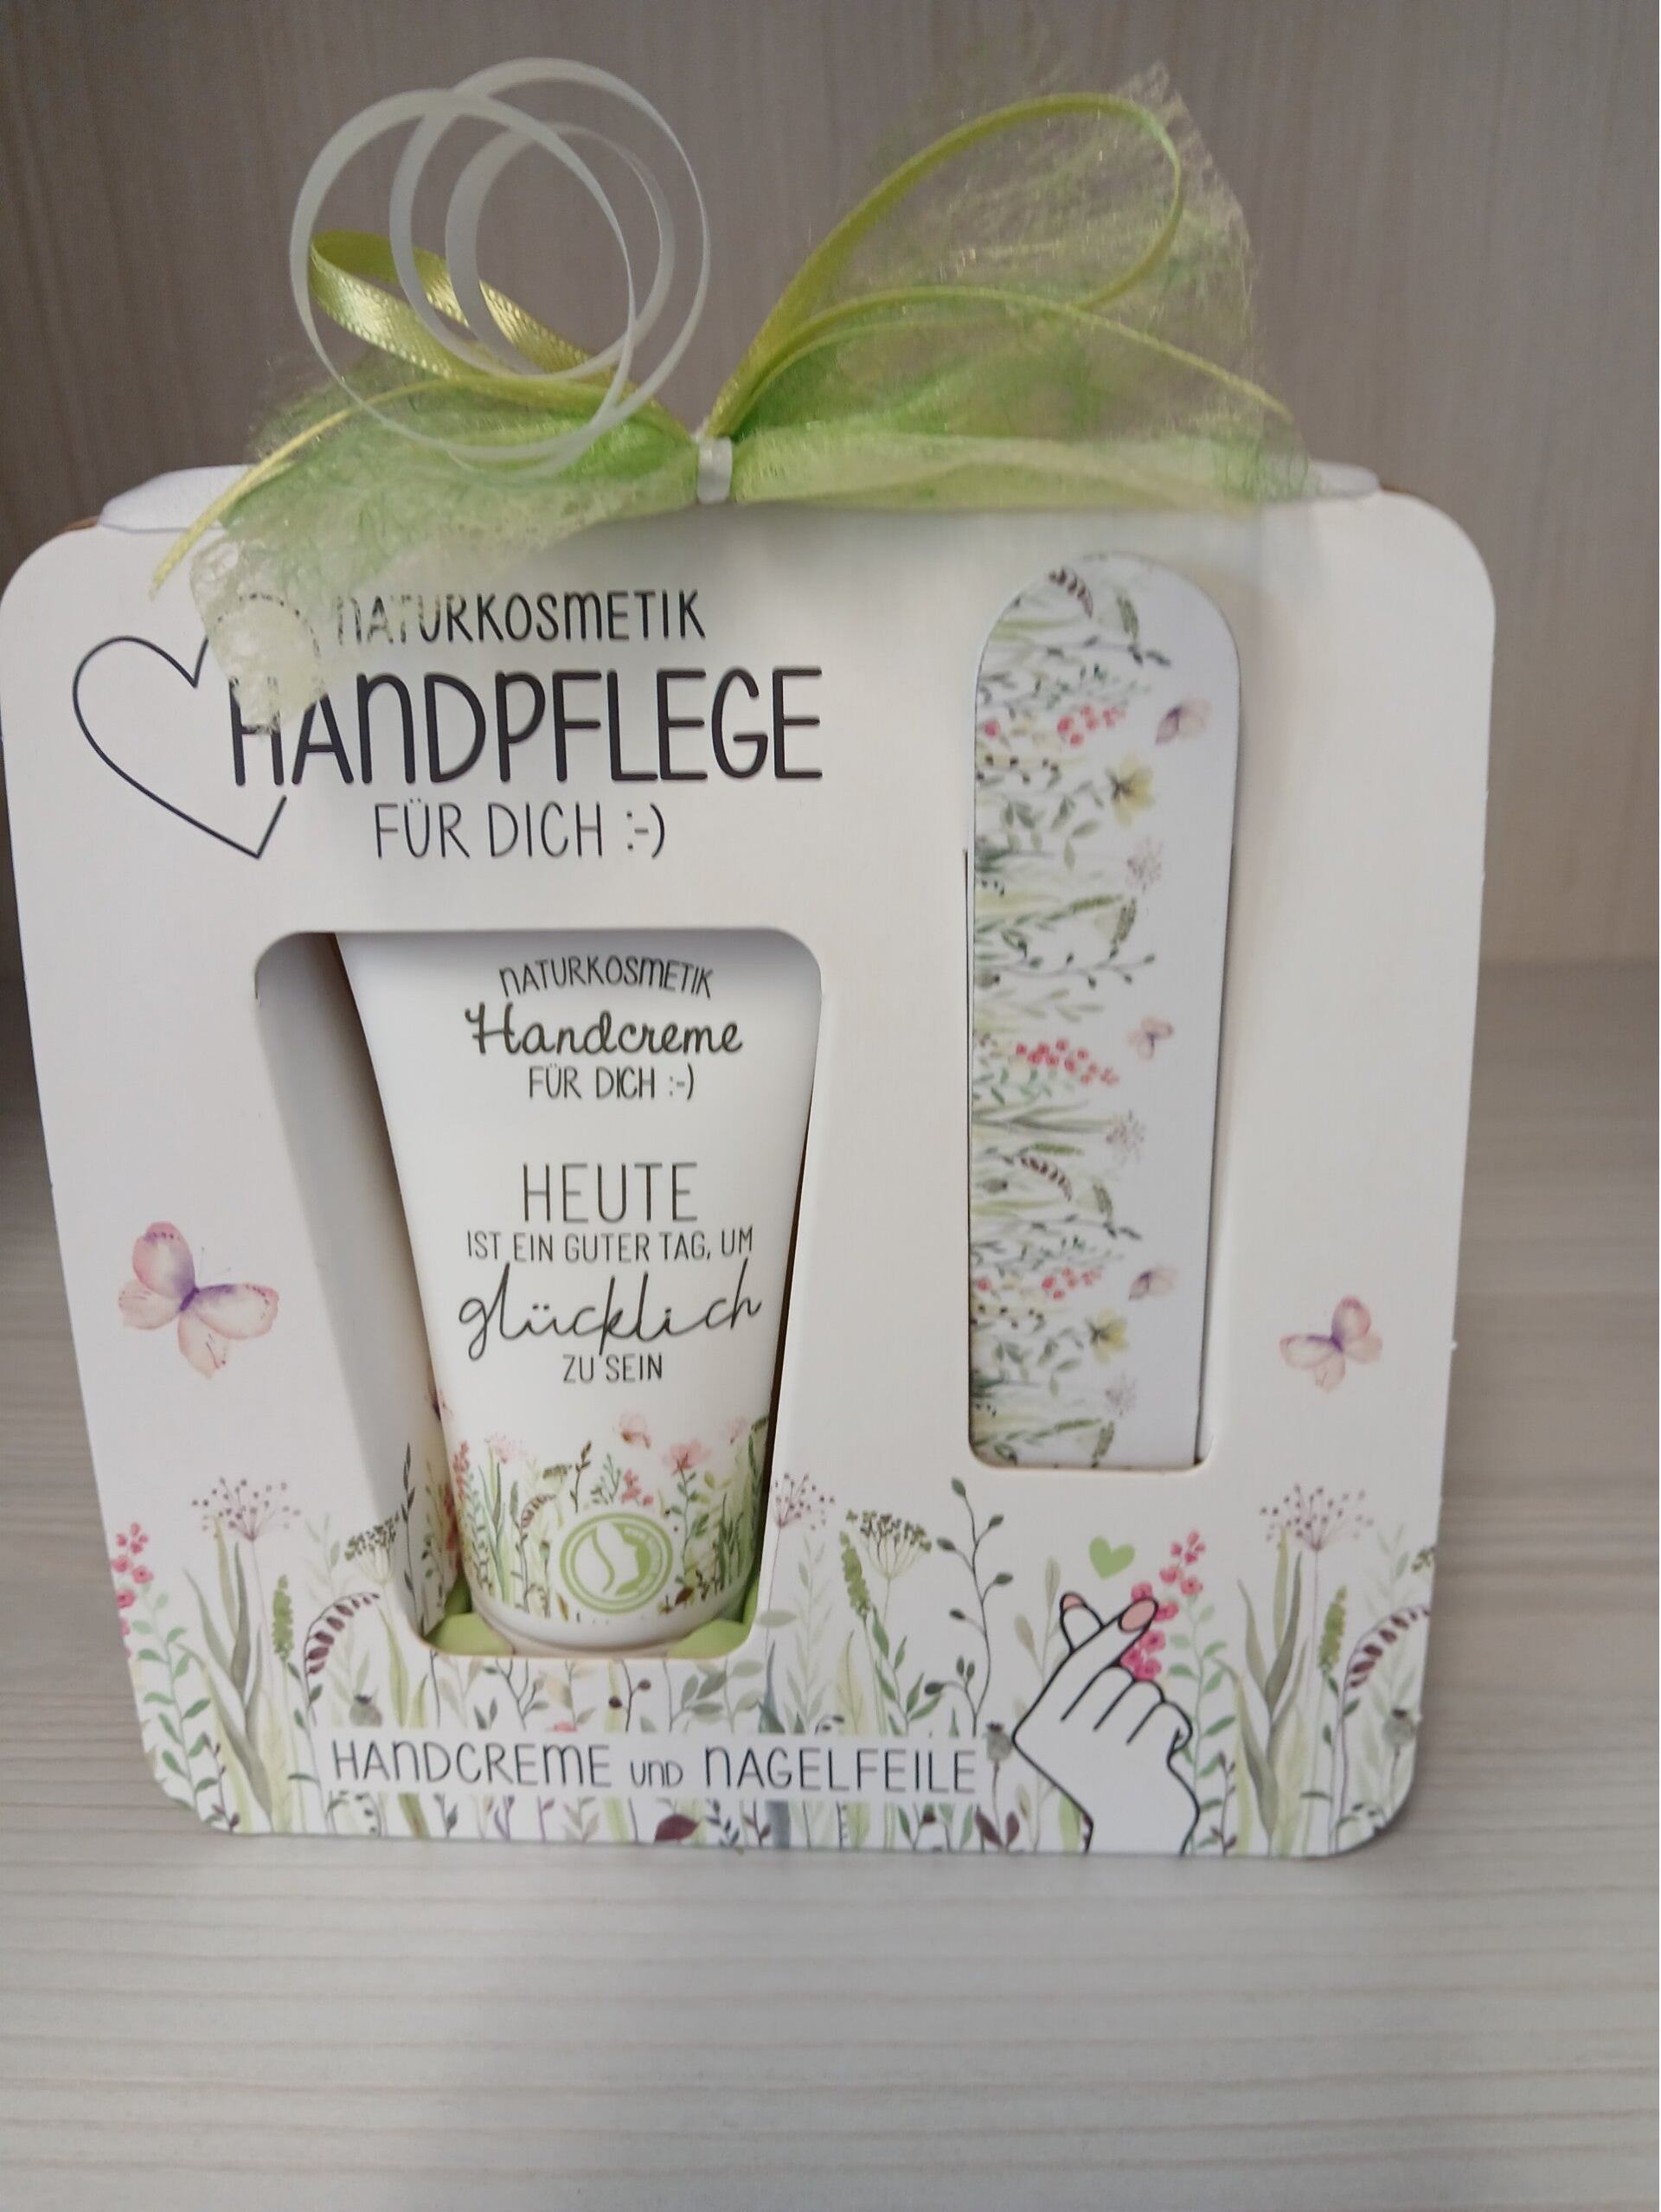 NATURKOSMETIK
HANDPFLEGE
FÜR DICH :-)
NATURKOSMETIK
Handcreme
FÜR DICH :-)
HEUTE
IST EIN GUTER TAG, UM
glücklich
ZU SEIN
HANDCREME UND NAGELFEILE